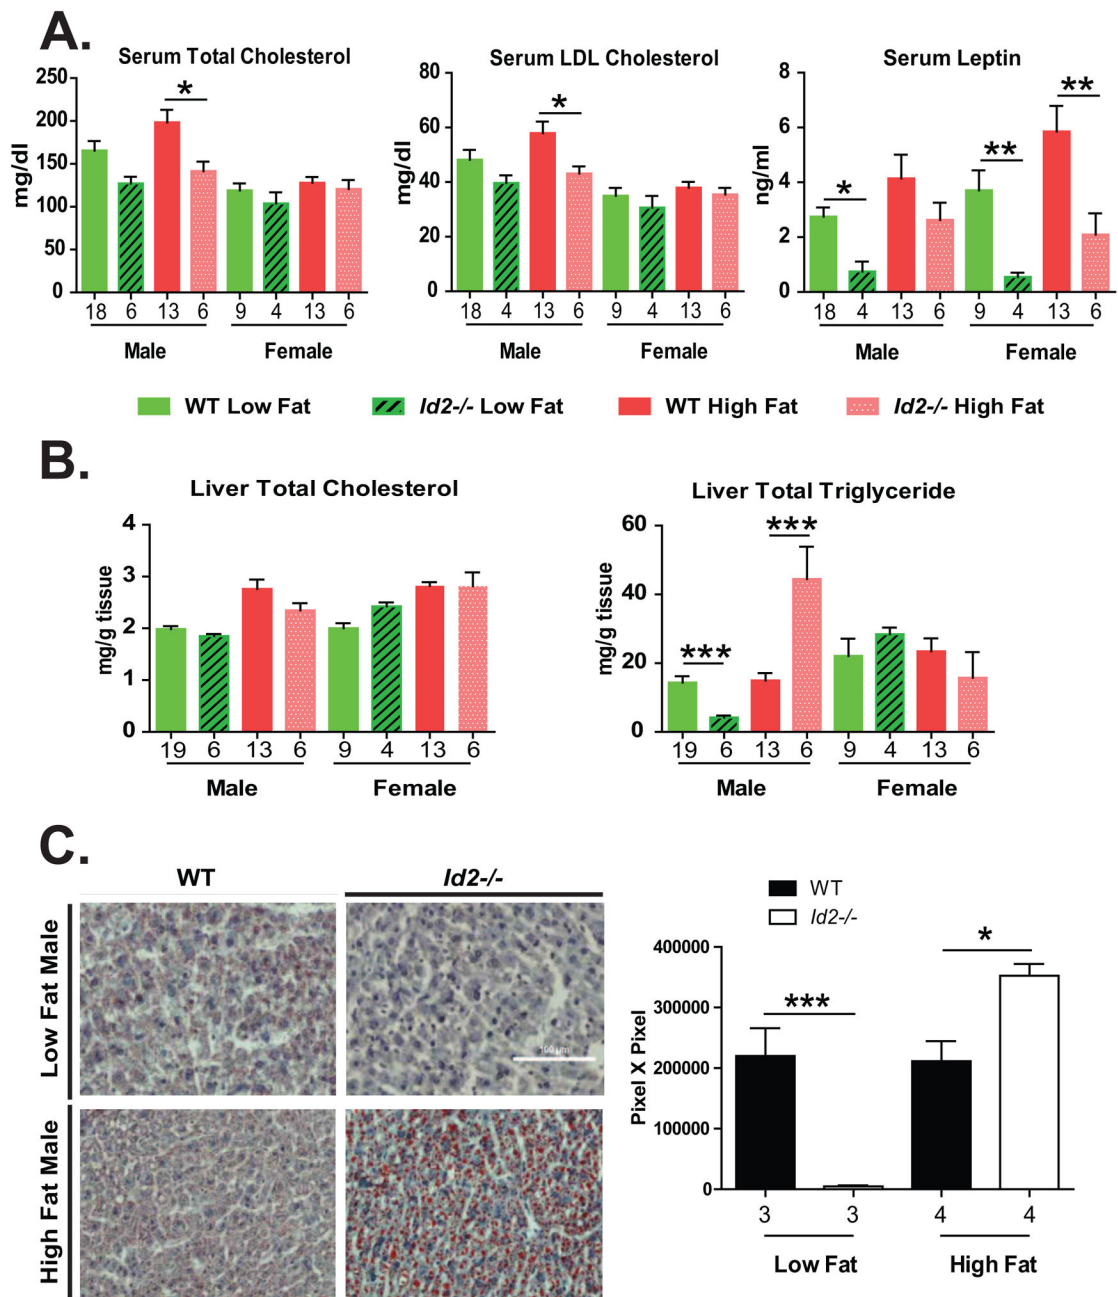 A.
Serum Total Cholesterol
250
200
150
100
50
0
mg/dl
*
18 6 13 6 9 4 13 6
Male Female
Serum LDL Cholesterol
80
60
40
20
0
mg/dl
*
18 4 13 6 9 4 13 6
Male Female
Serum Leptin
8
6
4
2
0
ng/ml
* ** **
18 4 13 6 9 4 13 6
Male Female
WT Low Fat Id2-/- Low Fat WT High Fat Id2-/- High Fat
B.
Liver Total Cholesterol
4
3
2
1
0
mg/g tissue
19 6 13 6 9 4 13 6
Male Female
Liver Total Triglyceride
60
40
20
0
mg/g tissue
*** ***
19 6 13 6 9 4 13 6
Male Female
C.
WT Id2-/-
Low Fat Male
100 µm
High Fat Male
WT
Id2-/-
400000
300000
200000
100000
0
Pixel X Pixel
*** *
3 3 4 4
Low Fat High Fat